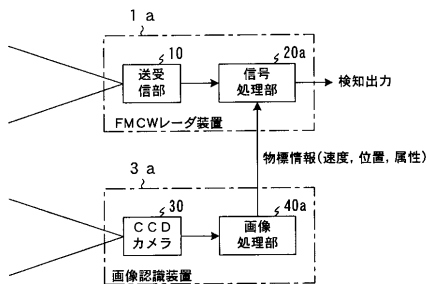 1a
10
20a
送受
信部
信号
処理部
検知出力
FMCWレーダ装置
物標情報(速度, 位置, 属性)
3a
30
40a
CCD
カメラ
画像
処理部
画像認識装置